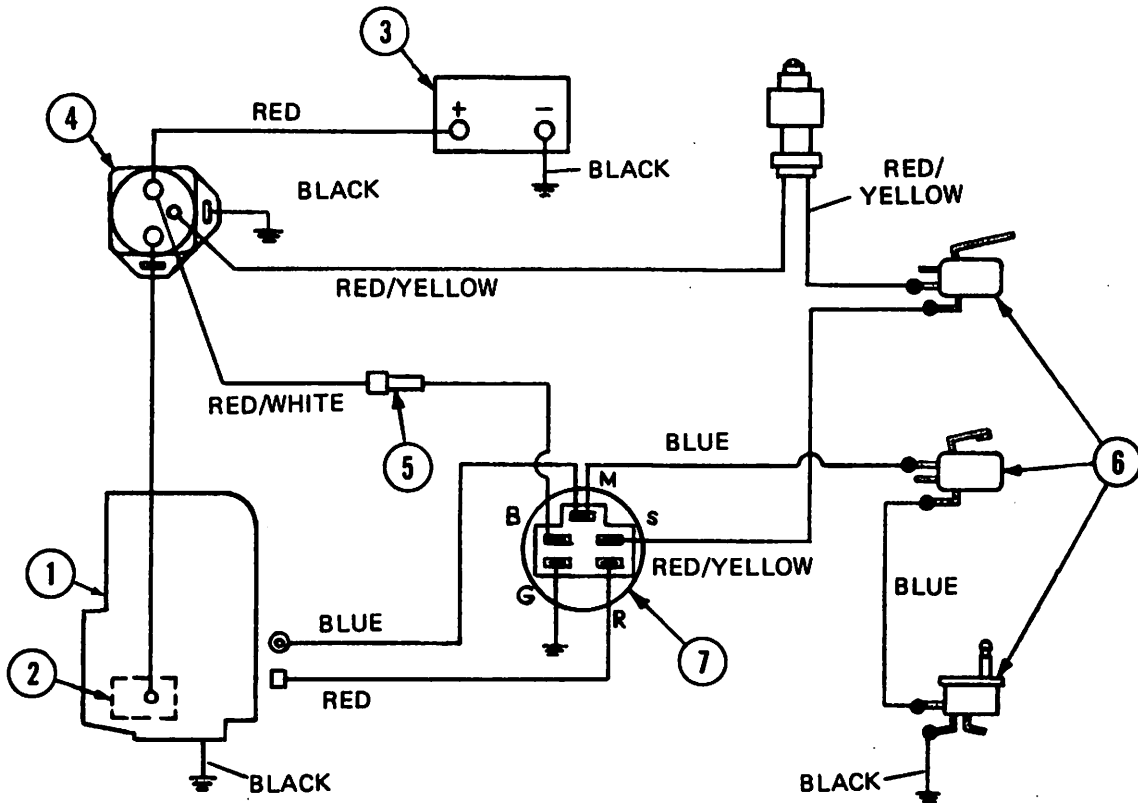 3
4
RED
+
−
BLACK
BLACK
RED/
YELLOW
RED/YELLOW
RED/WHITE
5
BLUE
6
M
B
S
RED/YELLOW
1
G
R
BLUE
BLUE
7
2
RED
BLACK
BLACK